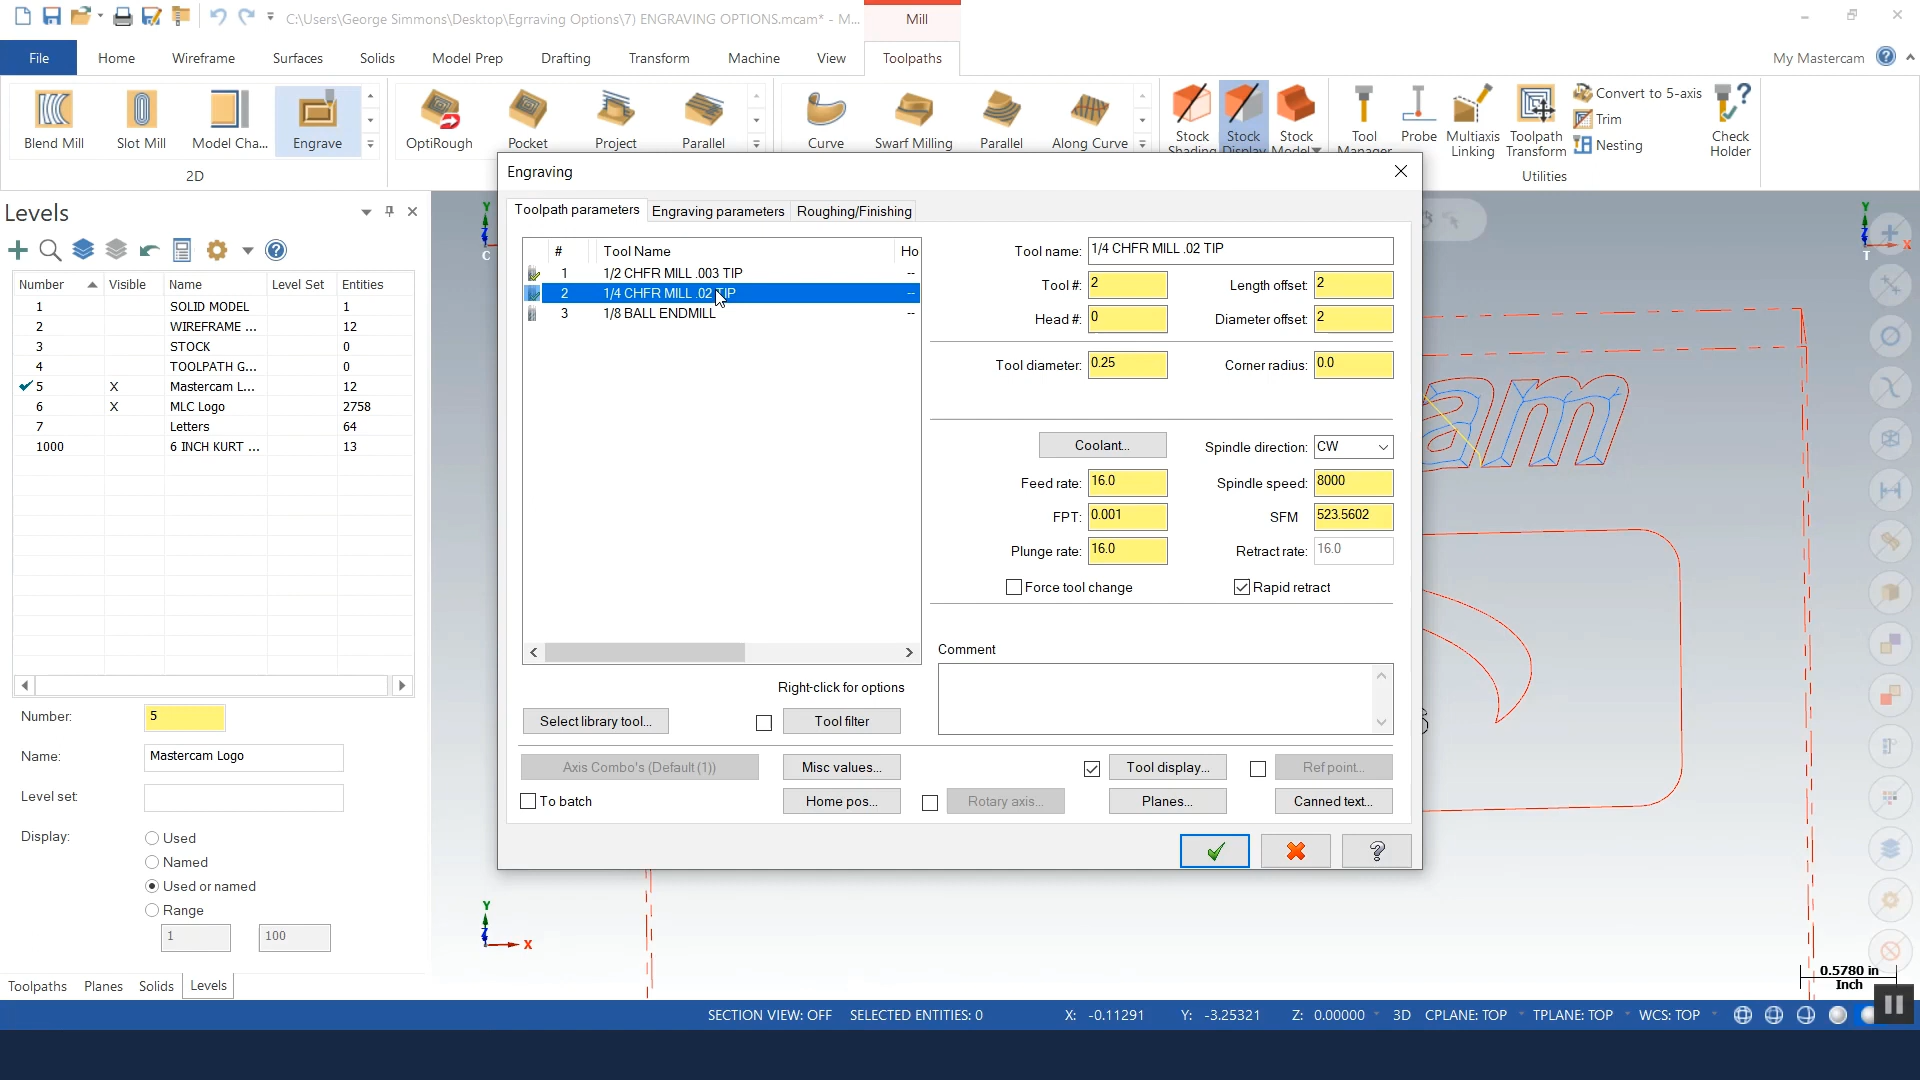 C:\Users\George Simmons\Desktop\Egrraving Options\7) ENGRAVING OPTIONS.mcam* - M...
Mill
File
Home
Wireframe
Surfaces
Solids
Model Prep
Drafting
Transform
Machine
View
Toolpaths
My Mastercam
Blend Mill
Slot Mill
Model Cha...
Engrave
OptiRough
Pocket
Project
Parallel
Curve
Swarf Milling
Parallel
Along Curve
Stock
Shading
Stock
Display
Stock
Model
Tool
Manager
Probe
Multiaxis
Linking
Toolpath
Transform
Convert to 5-axis
Trim
Nesting
Check
Holder
2D
Utilities
Levels
Number Visible Name Level Set Entities
1 SOLID MODEL 1
2 WIREFRAME ... 12
3 STOCK 0
4 TOOLPATH G... 0
5 X Mastercam L... 12
6 X MLC Logo 2758
7 Letters 64
1000 6 INCH KURT ... 13
Number: 5
Name: Mastercam Logo
Level set:
Display:
Used
Named
Used or named
Range
1 100
Toolpaths Planes Solids Levels
Engraving
Toolpath parameters Engraving parameters Roughing/Finishing
# Tool Name Ho
1 1/2 CHFR MILL .003 TIP --
2 1/4 CHFR MILL .02 TIP --
3 1/8 BALL ENDMILL --
Right-click for options
Select library tool...
Tool filter
Axis Combo's (Default (1))
Misc values...
To batch
Home pos...
Rotary axis...
Tool name: 1/4 CHFR MILL .02 TIP
Tool #: 2 Length offset: 2
Head #: 0 Diameter offset: 2
Tool diameter: 0.25 Corner radius: 0.0
Coolant... Spindle direction: CW
Feed rate: 16.0 Spindle speed: 8000
FPT: 0.001 SFM 523.5602
Plunge rate: 16.0 Retract rate: 16.0
Force tool change Rapid retract
Comment
Tool display... Ref point...
Planes... Canned text...
am
Y
Z
C
Y
X
T
Y
Z
X
0.5780 in
Inch
SECTION VIEW: OFF SELECTED ENTITIES: 0 X: -0.11291 Y: -3.25321 Z: 0.00000 3D CPLANE: TOP TPLANE: TOP WCS: TOP